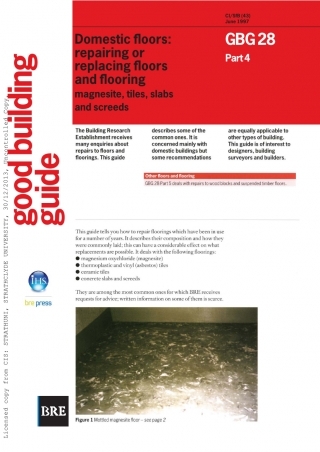 CI/SfB (43)
June 1997
Domestic floors:
repairing or
replacing floors
and flooring
magnesite, tiles, slabs
and screeds
GBG 28
Part 4
good building
guide
The Building Research
Establishment receives
many enquiries about
repairs to floors and
floorings. This guide
describes some of the
common ones. It is
concerned mainly with
domestic buildings but
some recommendations
are equally applicable to
other types of building.
This guide is of interest to
designers, building
surveyors and builders.
Other floors and flooring
GBG 28 Part 3 deals with repairs to wood blocks and suspended timber floors.
This guide tells you how to repair floorings which have been in use
for a number of years. It describes their composition and how they
were commonly laid; this can have a considerable effect on what
replacements are possible. It deals with the following floorings:
● magnesium oxychloride (magnesite)
● thermoplastic and vinyl (asbestos) tiles
● ceramic tiles
● concrete slabs and screeds
They are among the most common ones for which BRE receives
requests for advice; written information on some of them is scarce.
IHS
bre press
BRE
Figure 1 Mottled magnesite floor – see page 2
Licensed copy from CIS: STRATHUNI, STRATHCLYDE UNIVERSITY, 30/12/2013, Uncontrolled Copy